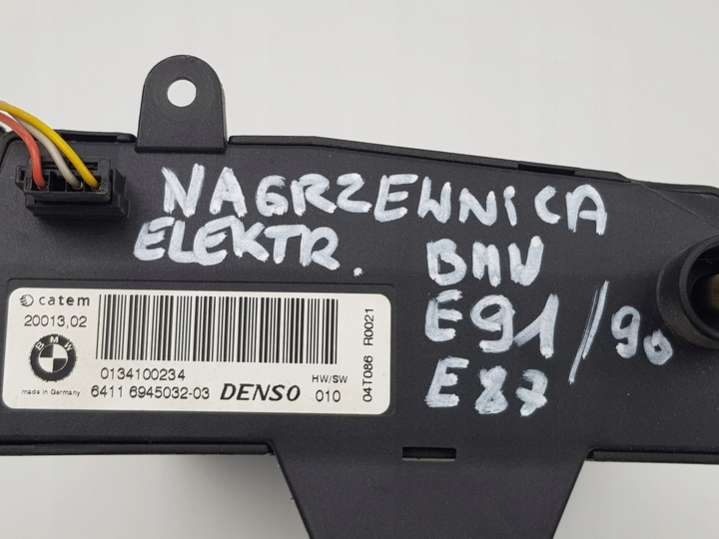 NAGRZEWNICA
ELEKTR. BMW
E91/90
E87
catem
20013,02
BMW
0134100234
made in Germany
6411 6945032-03 DENSO
HW/SW
010
04T086 R0021